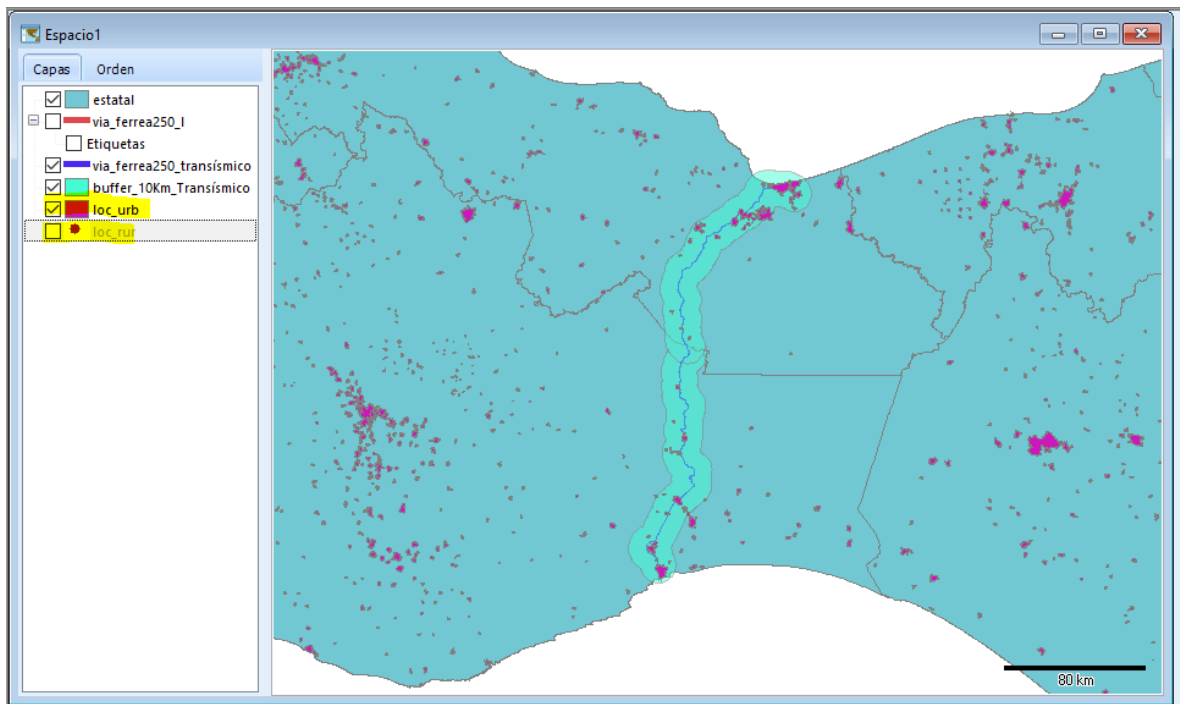 Espacio1
Capas Orden
estatal
via_ferrea250_l
Etiquetas
via_ferrea250_transísmico
buffer_10Km_Transísmico
loc_urb
loc_rur
80 km